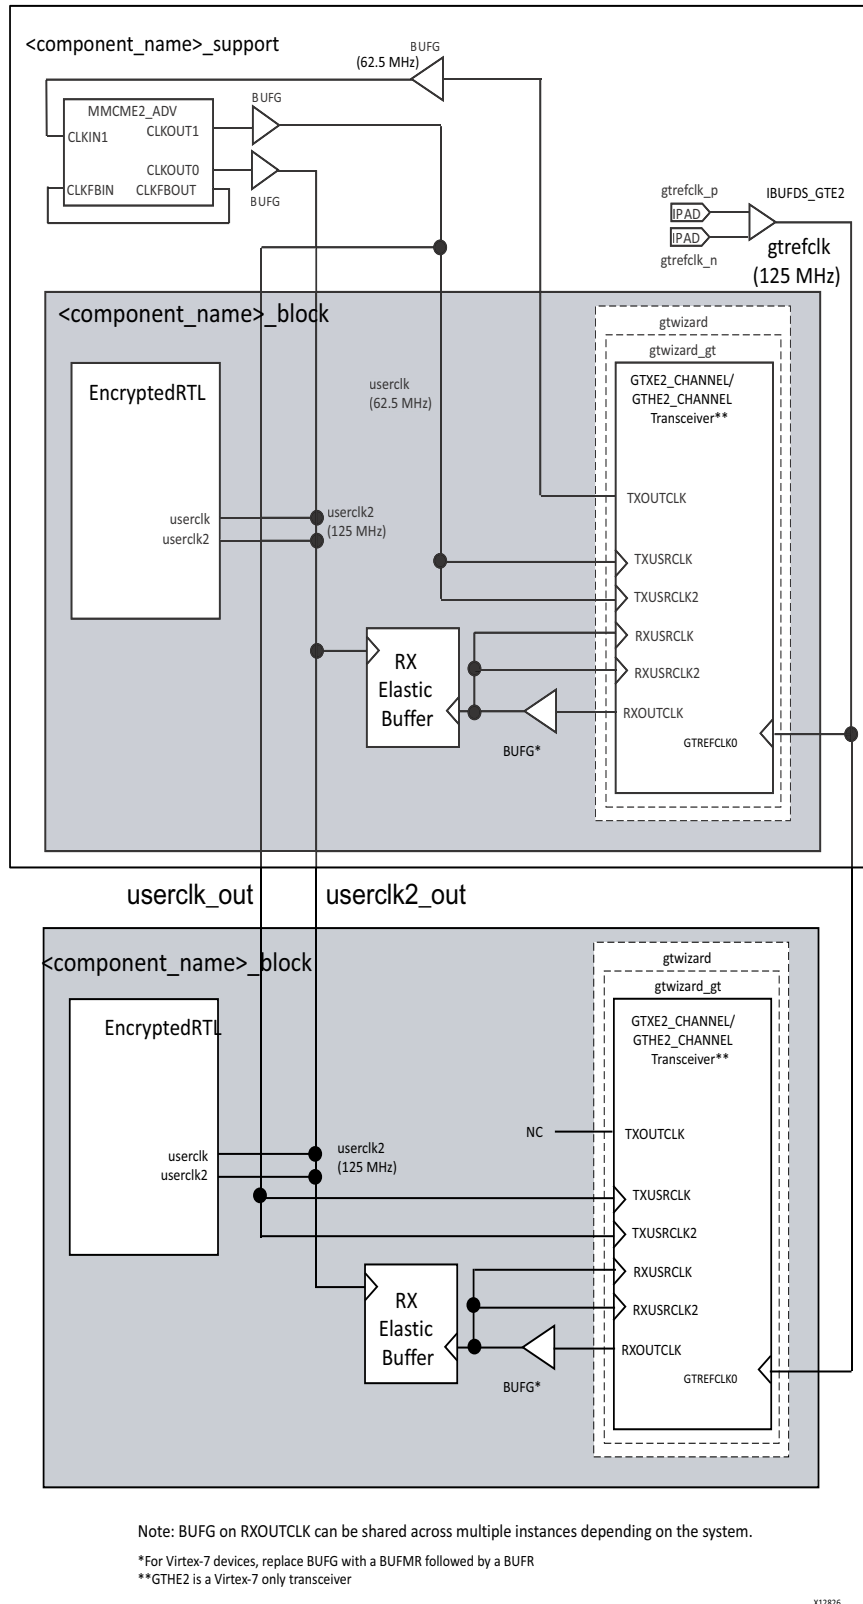 <component_name>_support
BUFG
(62.5 MHz)
BUFG
MMCME2_ADV
CLKOUT1
CLKIN1
CLKOUT0
CLKFBIN
CLKFBOUT
BUFG
gtrefclk_p
IBUFDS_GTE2
IPAD
IPAD
gtrefclk_n
gtrefclk
(125 MHz)
<component_name>_block
gtwizard
gtwizard_gt
EncryptedRTL
userclk
(62.5 MHz)
GTXE2_CHANNEL/
GTHE2_CHANNEL
Transceiver**
TXOUTCLK
userclk
userclk2
userclk2
(125 MHz)
TXUSRCLK
TXUSRCLK2
RXUSRCLK
RXUSRCLK2
RXOUTCLK
GTREFCLK0
RX
Elastic
Buffer
BUFG*
userclk_out
userclk2_out
<component_name>_block
gtwizard
gtwizard_gt
EncryptedRTL
GTXE2_CHANNEL/
GTHE2_CHANNEL
Transceiver**
NC
TXOUTCLK
userclk
userclk2
userclk2
(125 MHz)
TXUSRCLK
TXUSRCLK2
RXUSRCLK
RXUSRCLK2
RXOUTCLK
GTREFCLK0
RX
Elastic
Buffer
BUFG*
Note: BUFG on RXOUTCLK can be shared across multiple instances depending on the system.
*For Virtex-7 devices, replace BUFG with a BUFMR followed by a BUFR
**GTHE2 is a Virtex-7 only transceiver
X12826